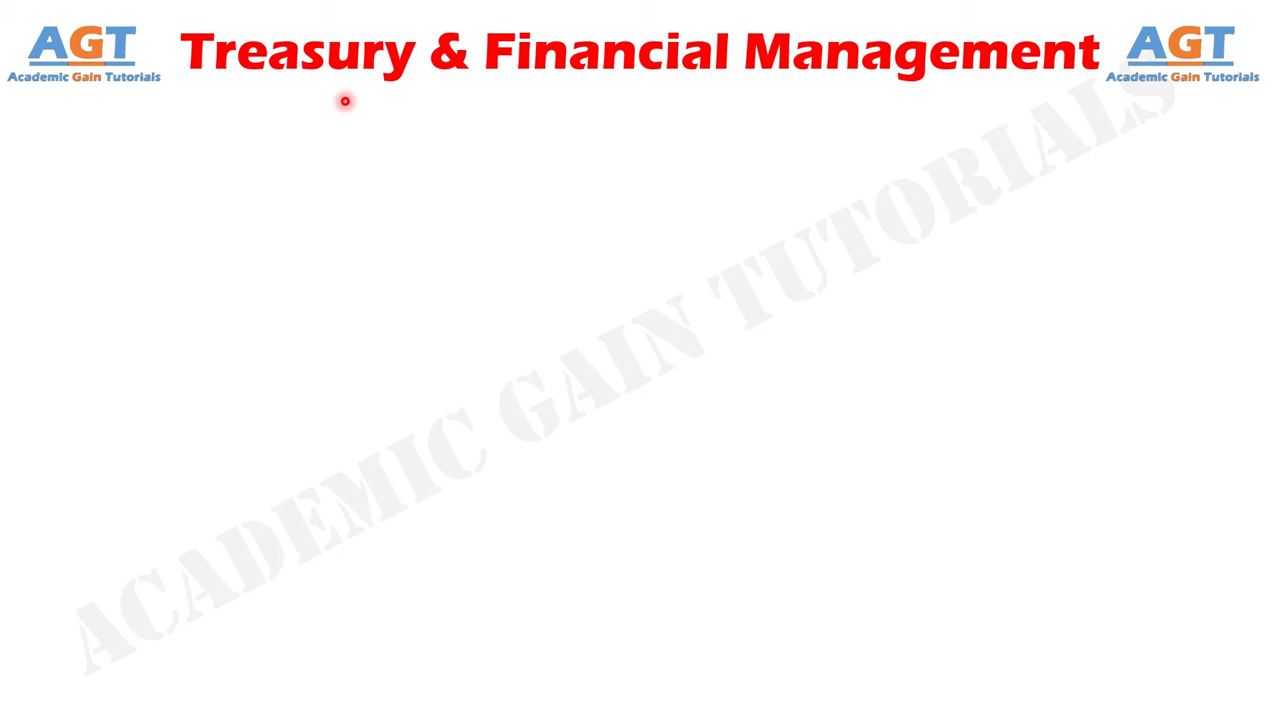 AGT
Academic Gain Tutorials
Treasury & Financial Management
AGT
Academic Gain Tutorials
ACADEMIC GAIN TUTORIALS